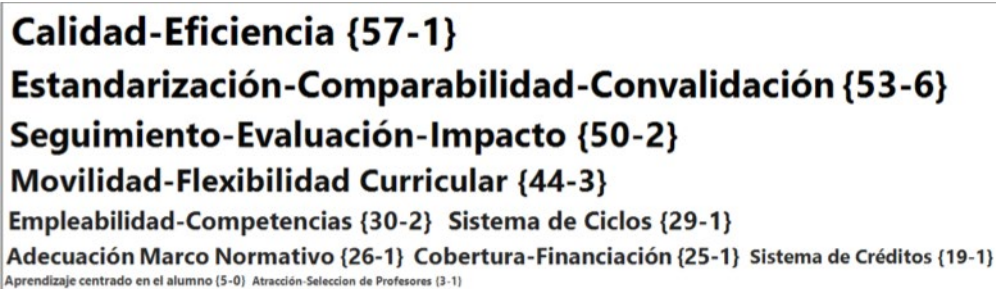 Calidad-Eficiencia {57-1}
Estandarización-Comparabilidad-Convalidación {53-6}
Seguimiento-Evaluación-Impacto {50-2}
Movilidad-Flexibilidad Curricular {44-3}
Empleabilidad-Competencias {30-2} Sistema de Ciclos {29-1}
Adecuación Marco Normativo {26-1} Cobertura-Financiación {25-1} Sistema de Créditos {19-1}
Aprendizaje centrado en el alumno {5-0} Atracción-Seleccion de Profesores {3-1}